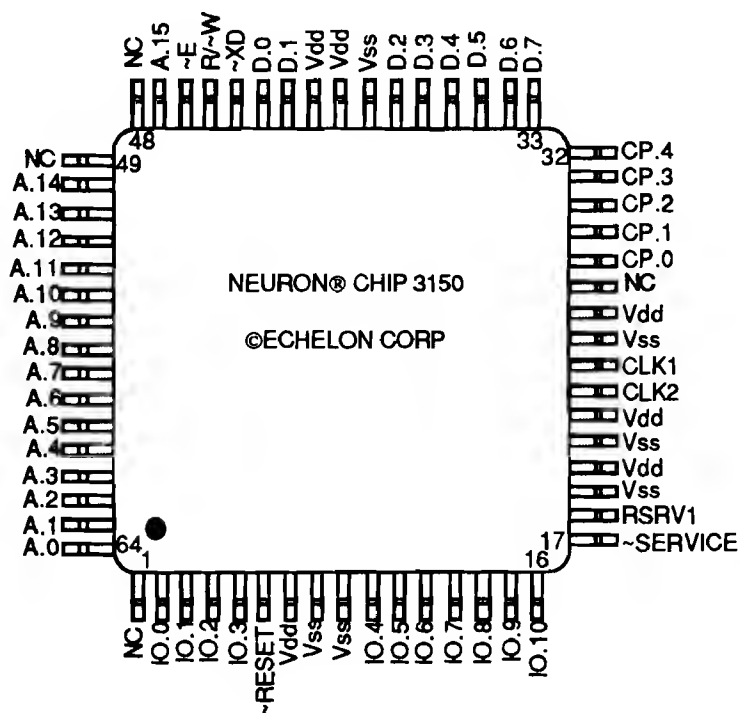 NC
A.15
~E
R/~W
~XD
D.0
D.1
Vdd
Vdd
Vss
D.2
D.3
D.4
D.5
D.6
D.7
48
33
49
32
NC
A.14
A.13
A.12
A.11
A.10
A.9
A.8
A.7
A.6
A.5
A.4
A.3
A.2
A.1
A.0
NEURON® CHIP 3150
©ECHELON CORP
CP.4
CP.3
CP.2
CP.1
CP.0
NC
Vdd
Vss
CLK1
CLK2
Vdd
Vss
Vdd
Vss
RSRV1
~SERVICE
64
17
1
16
NC
IO.0
IO.1
IO.2
IO.3
~RESET
Vdd
Vss
Vss
IO.4
IO.5
IO.6
IO.7
IO.8
IO.9
IO.10